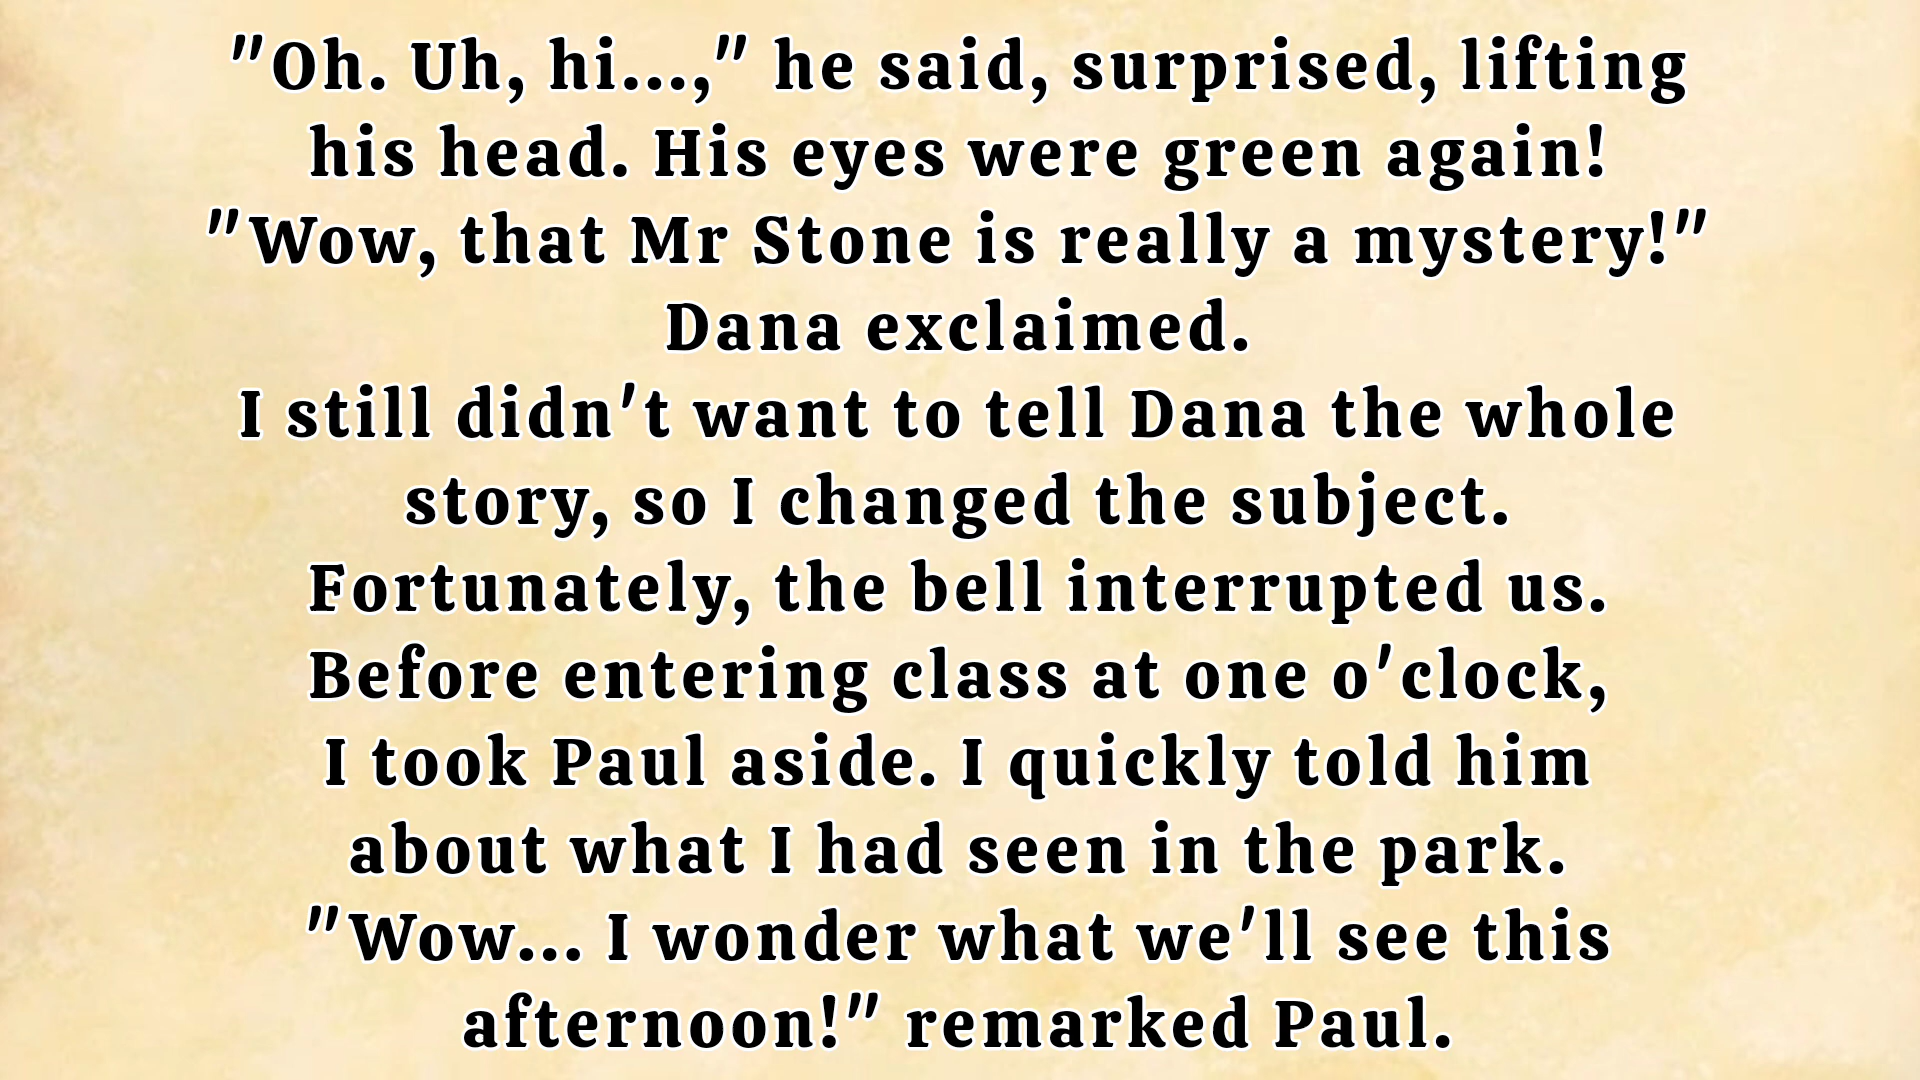 "Oh. Uh, hi...," he said, surprised, lifting
his head. His eyes were green again!
"Wow, that Mr Stone is really a mystery!"
Dana exclaimed.
I still didn't want to tell Dana the whole
story, so I changed the subject.
Fortunately, the bell interrupted us.
Before entering class at one o'clock,
I took Paul aside. I quickly told him
about what I had seen in the park.
"Wow... I wonder what we'll see this
afternoon!" remarked Paul.